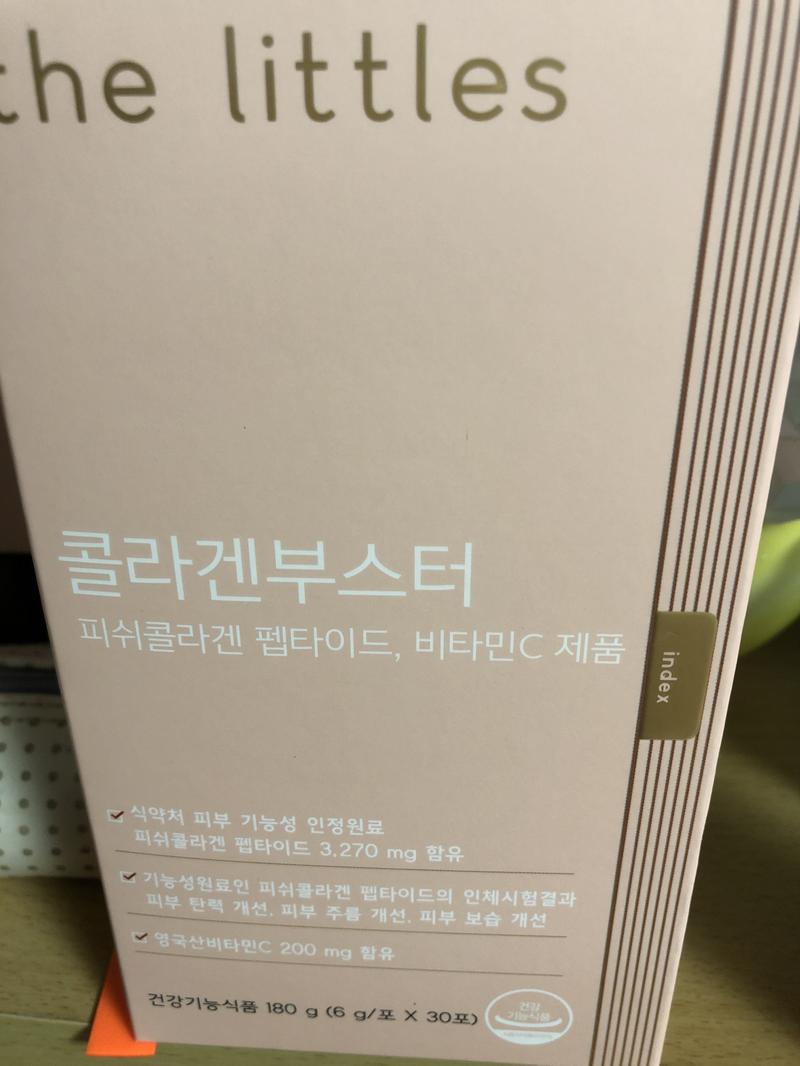 the littles
콜라겐부스터
피쉬콜라겐 펩타이드, 비타민C 제품
index
식약처 피부 기능성 인정원료
피쉬콜라겐 펩타이드 3,270 mg 함유
기능성원료인 피쉬콜라겐 펩타이드의 인체시험결과
피부 탄력 개선, 피부 주름 개선, 피부 보습 개선
영국산비타민C 200 mg 함유
건강기능식품 180 g (6 g/포 X 30포)
건강
기능식품